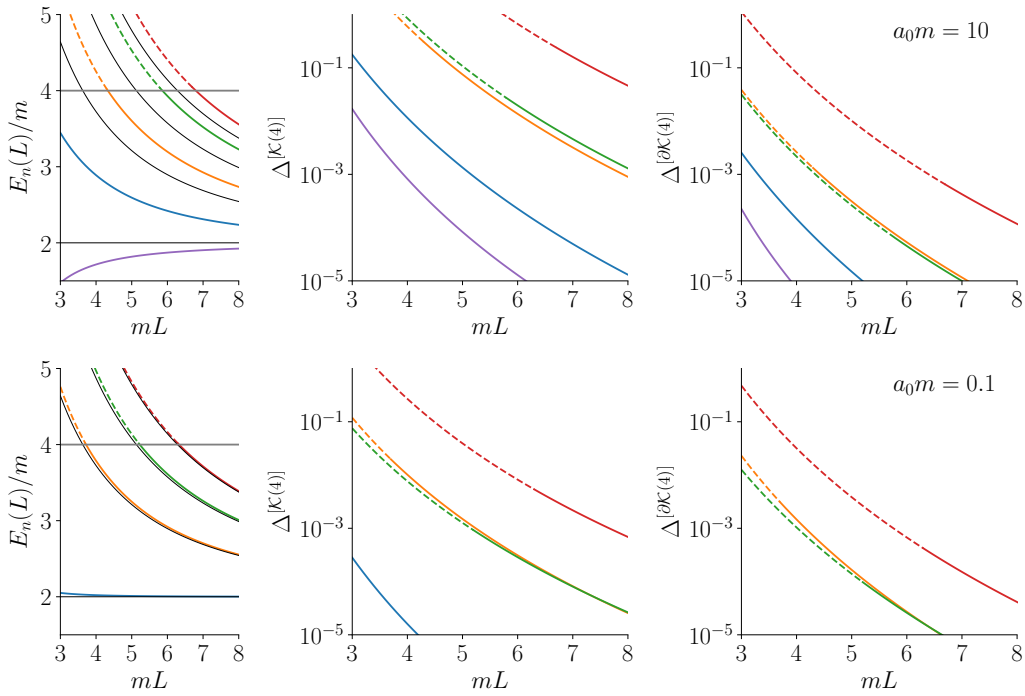 5
4
3
2
E_n(L)/m
3 4 5 6 7 8
mL
10^{-1}
10^{-3}
10^{-5}
Δ^{[𝒦(4)]}
3 4 5 6 7 8
mL
a_0m = 10
10^{-1}
10^{-3}
10^{-5}
Δ^{[∂𝒦(4)]}
3 4 5 6 7 8
mL
5
4
3
2
E_n(L)/m
3 4 5 6 7 8
mL
10^{-1}
10^{-3}
10^{-5}
Δ^{[𝒦(4)]}
3 4 5 6 7 8
mL
a_0m = 0.1
10^{-1}
10^{-3}
10^{-5}
Δ^{[∂𝒦(4)]}
3 4 5 6 7 8
mL